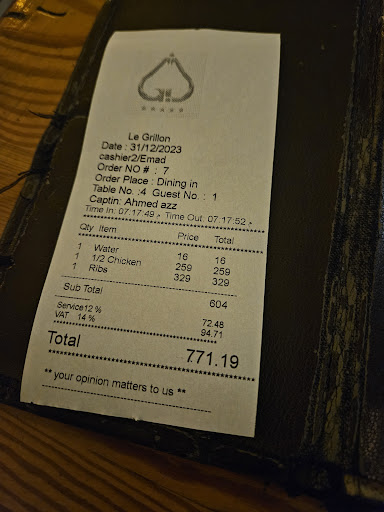 Le Grillon
Date : 31/12/2023
cashier2/Emad
Order NO # : 7
Order Place : Dining in
Table No. :4 Guest No. : 1
Captin: Ahmed azz
Time In: 07:17:49 - Time Out: 07:17:52 -
Qty Item Price Total
1 Water 16 16
1 1/2 Chicken 259 259
1 Ribs 329 329
Sub Total 604
Service12 % 72.48
VAT 14 % 94.71
Total 771.19
** your opinion matters to us **